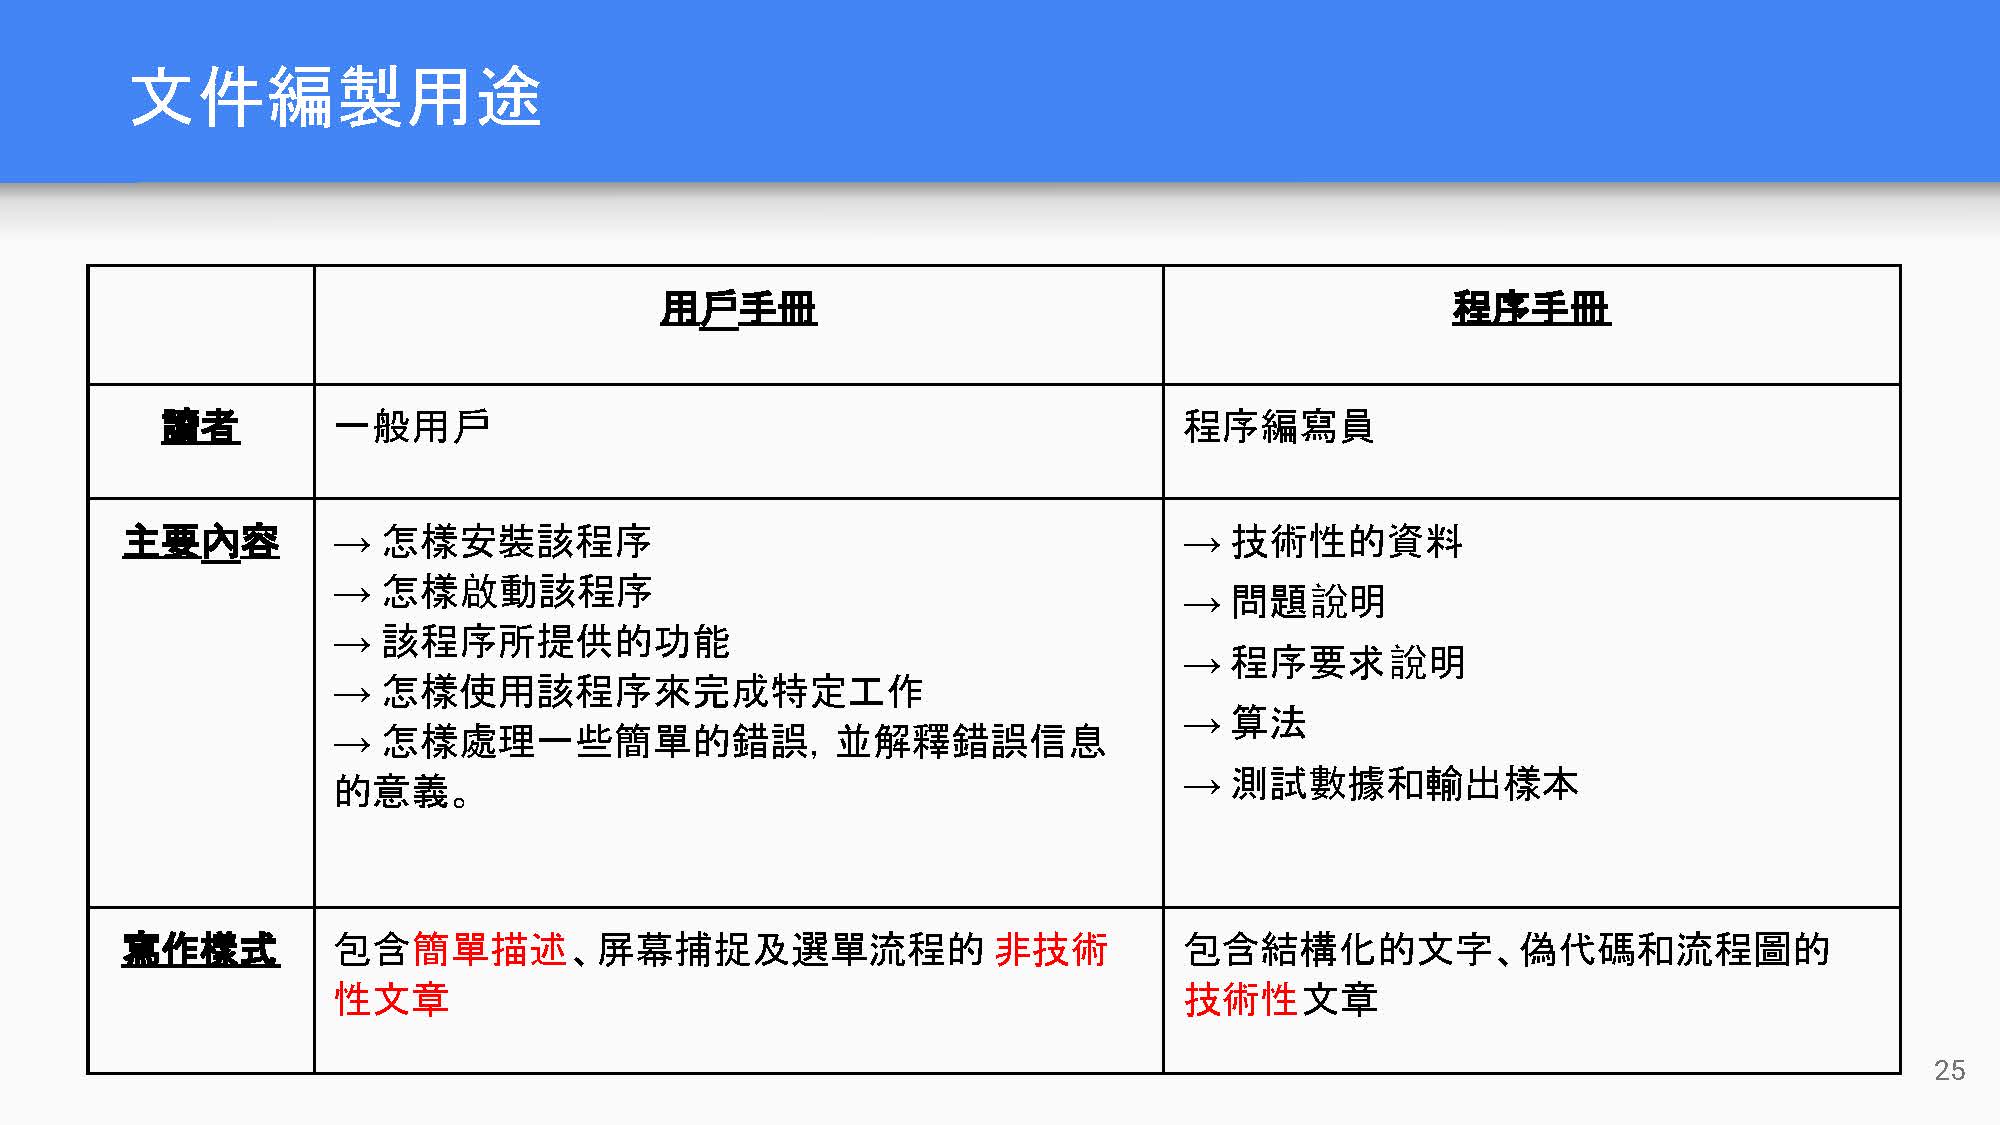 文件編製用途
用戶手冊
程序手冊
讀者
一般用戶
程序編寫員
主要內容
→ 怎樣安裝該程序
→ 怎樣啟動該程序
→ 該程序所提供的功能
→ 怎樣使用該程序來完成特定工作
→ 怎樣處理一些簡單的錯誤, 並解釋錯誤信息
的意義。
→ 技術性的資料
→ 問題說明
→ 程序要求說明
→ 算法
→ 測試數據和輸出樣本
寫作樣式
包含簡單描述、屏幕捕捉及選單流程的 非技術
性文章
包含結構化的文字、偽代碼和流程圖的
技術性文章
25